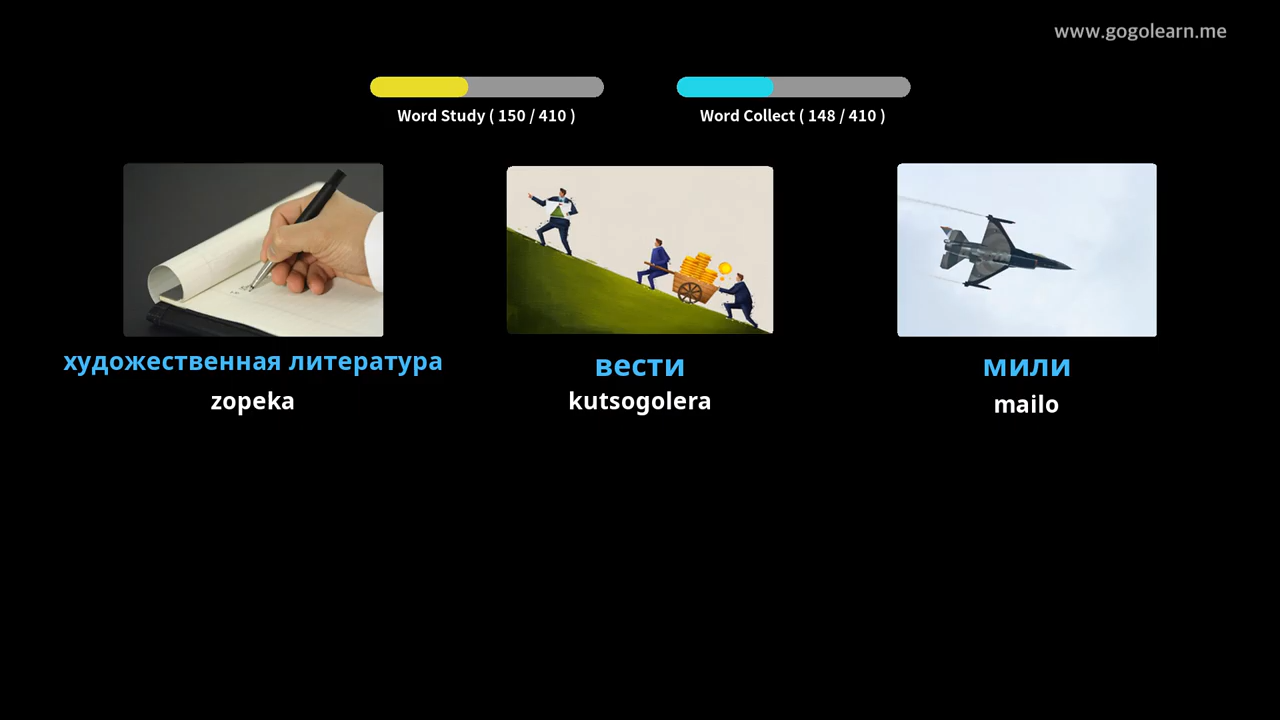 www.gogolearn.me
Word Study ( 150 / 410 )
Word Collect ( 148 / 410 )
художественная литература
zopeka
вести
kutsogolera
мили
mailo